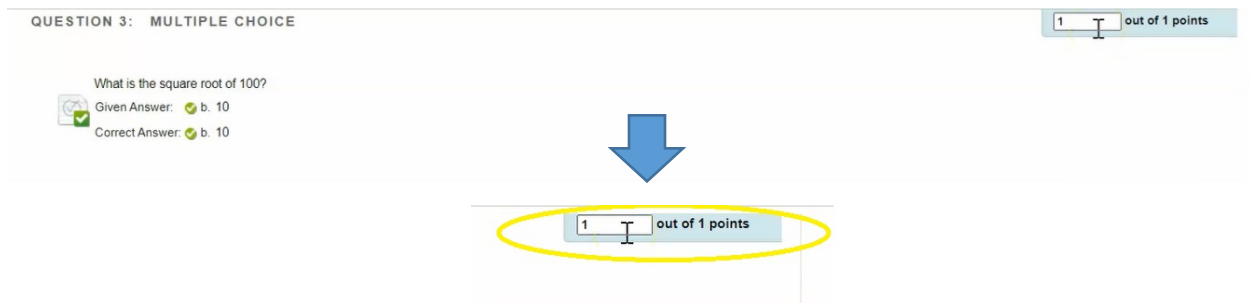 QUESTION 3: MULTIPLE CHOICE
1 out of 1 points
What is the square root of 100?
Given Answer: b. 10
Correct Answer: b. 10
1 out of 1 points